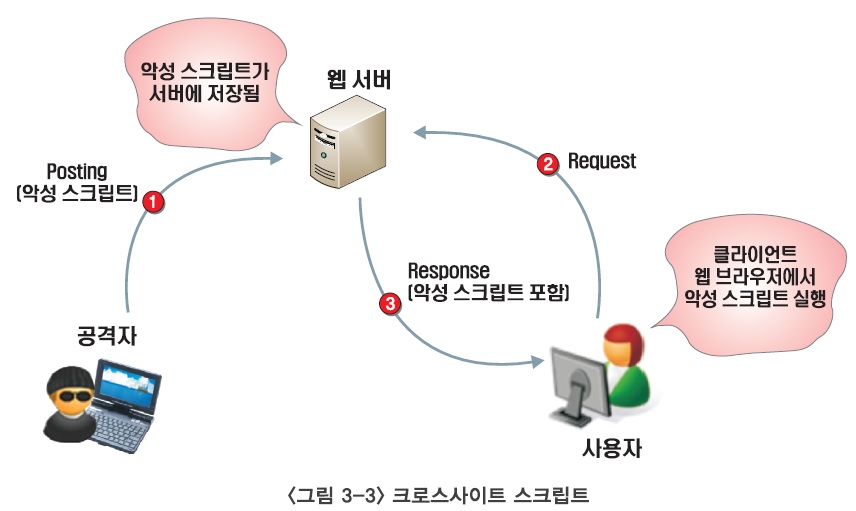 악성 스크립트가
서버에 저장됨
웹 서버
Posting
(악성 스크립트)
1
2
Request
클라이언트
웹 브라우저에서
악성 스크립트 실행
Response
(악성 스크립트 포함)
3
공격자
사용자
<그림 3-3> 크로스사이트 스크립트